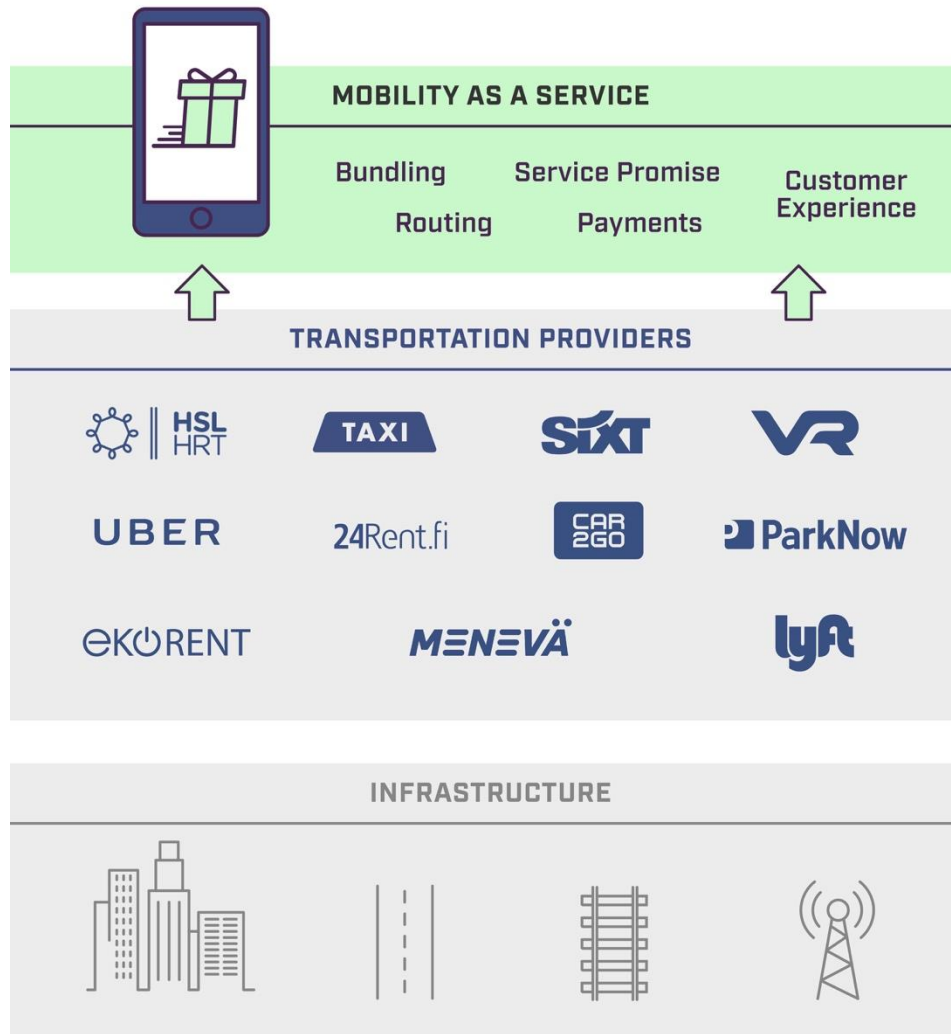 MOBILITY AS A SERVICE
Bundling
Service Promise
Customer
Experience
Routing
Payments
TRANSPORTATION PROVIDERS
HSL
HRT
TAXI
SIXT
VR
UBER
24Rent.fi
CAR
2GO
ParkNow
eKORENT
MENEVÄ
lyft
INFRASTRUCTURE